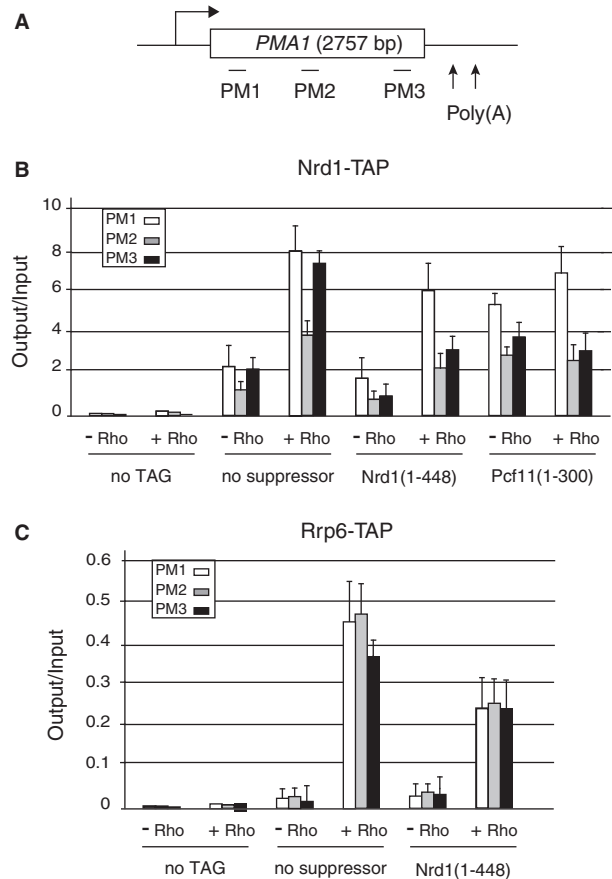 A
PMA1 (2757 bp)
PM1 PM2 PM3 Poly(A)
B
Nrd1-TAP
Output/Input
10
8
6
4
2
0
PM1
PM2
PM3
- Rho + Rho - Rho + Rho - Rho + Rho - Rho + Rho
no TAG no suppressor Nrd1(1-448) Pcf11(1-300)
C
Rrp6-TAP
Output/Input
0.6
0.5
0.4
0.3
0.2
0.1
0
PM1
PM2
PM3
- Rho + Rho - Rho + Rho - Rho + Rho
no TAG no suppressor Nrd1(1-448)